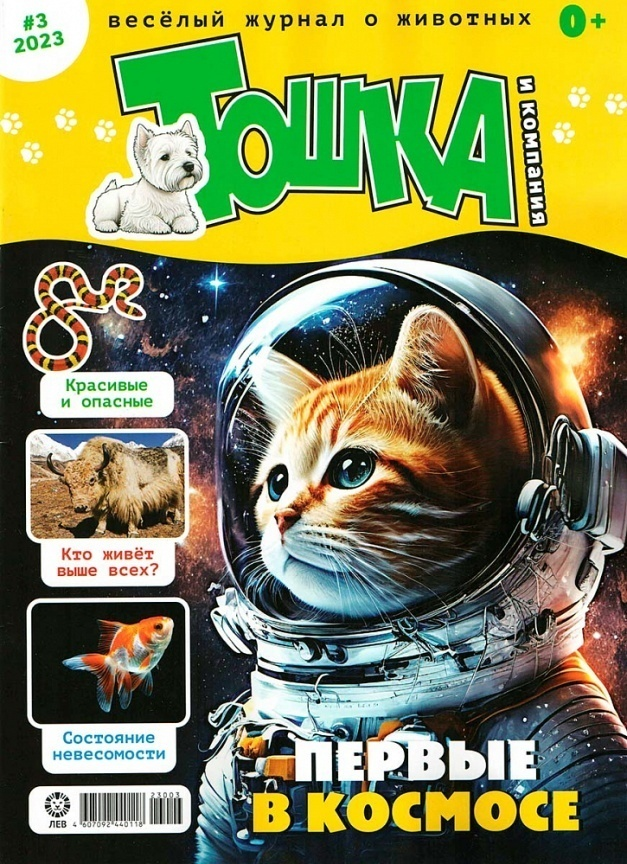 #3
2023
весёлый журнал о животных
0+
Тошка
и компания
Красивые
и опасные
Кто живёт
выше всех?
Состояние
невесомости
ПЕРВЫЕ
В КОСМОСЕ
ЛЕВ
23003
4 607092 440118